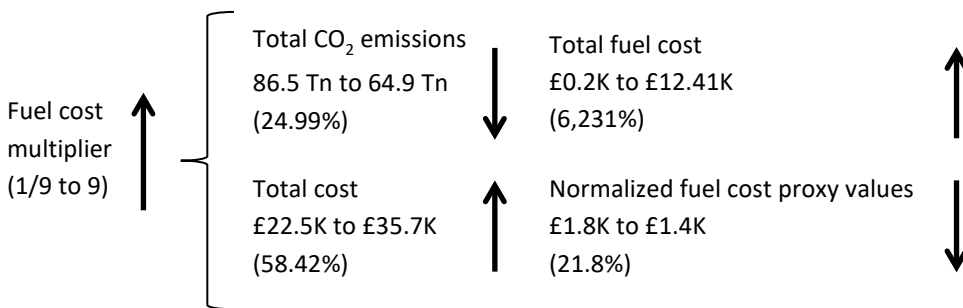 Fuel cost
multiplier
(1/9 to 9)
Total CO₂ emissions
86.5 Tn to 64.9 Tn
(24.99%)
Total cost
£22.5K to £35.7K
(58.42%)
Total fuel cost
£0.2K to £12.41K
(6,231%)
Normalized fuel cost proxy values
£1.8K to £1.4K
(21.8%)